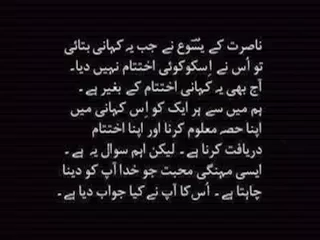 ناصرت کے یسوع نے جب یہ کہانی بتائی
تو اُس نے اِسکو کوئی اختتام نہیں دیا۔
آج بھی یہ کہانی اختتام کے بغیر ہے۔
ہم میں سے ہر ایک کو اِس کہانی میں
اپنا حصہ معلوم کرنا اور اپنا اختتام
دریافت کرنا ہے۔ لیکن اہم سوال یہ ہے۔
ایسی مہنگی محبت جو خدا آپ کو دینا
چاہتا ہے۔ اُس کا آپ نے کیا جواب دیا ہے۔